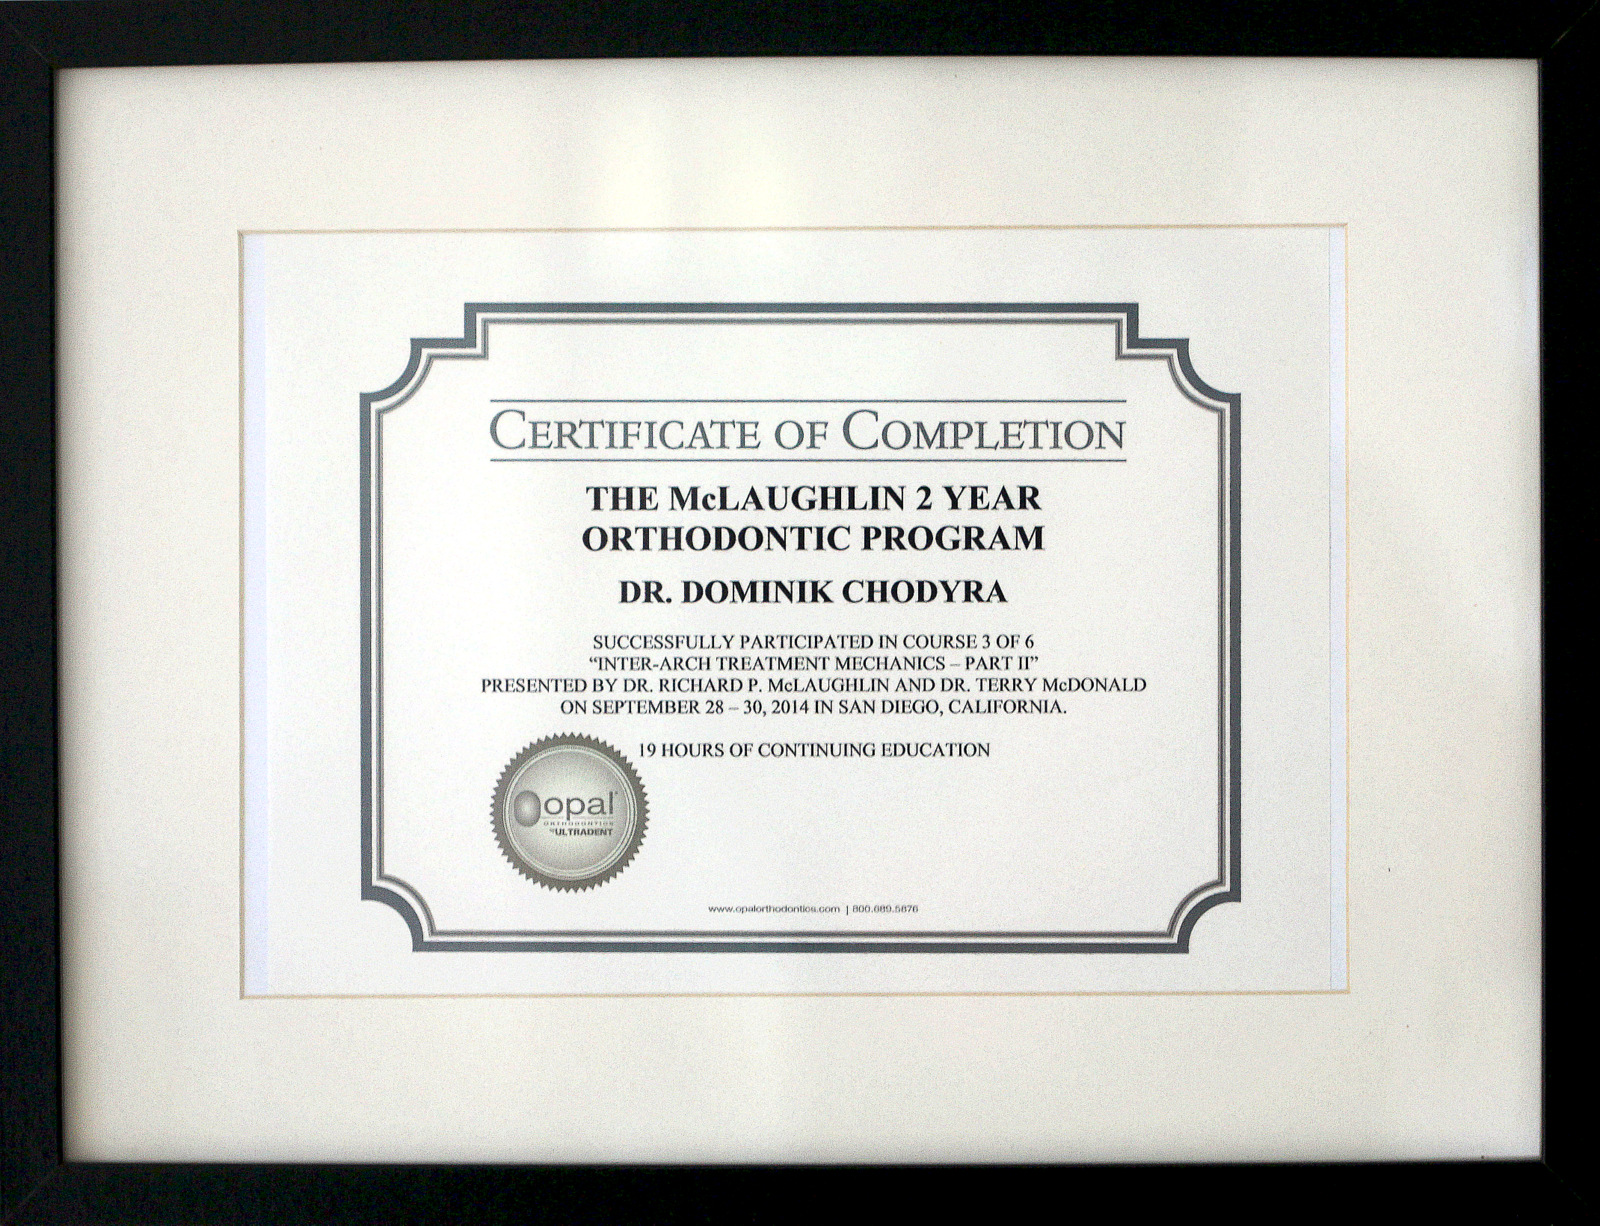 CERTIFICATE OF COMPLETION
THE McLAUGHLIN 2 YEAR
ORTHODONTIC PROGRAM
DR. DOMINIK CHODYRA
SUCCESSFULLY PARTICIPATED IN COURSE 3 OF 6
“INTER-ARCH TREATMENT MECHANICS – PART II”
PRESENTED BY DR. RICHARD P. McLAUGHLIN AND DR. TERRY McDONALD
ON SEPTEMBER 28 – 30, 2014 IN SAN DIEGO, CALIFORNIA.
19 HOURS OF CONTINUING EDUCATION
opal
ORTHODONTICS
BY ULTRADENT
www.opalorthodontics.com | 800.689.5876